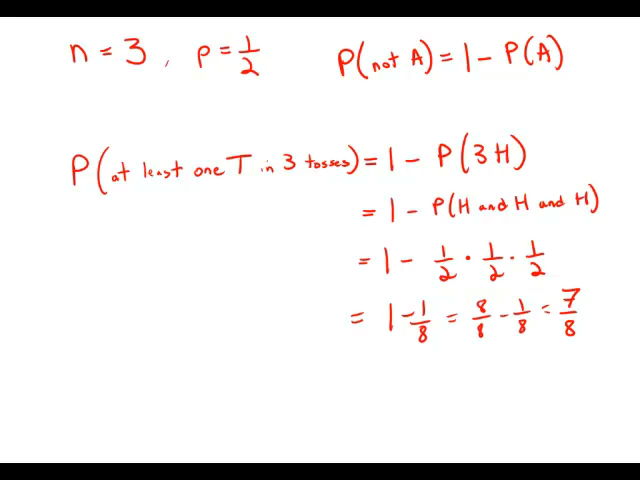 n = 3 , p = 1/2
P(not A) = 1 - P(A)
P(at least one T in 3 tosses) = 1 - P(3H)
= 1 - P(H and H and H)
= 1 - 1/2 · 1/2 · 1/2
= 1 - 1/8 = 8/8 - 1/8 = 7/8